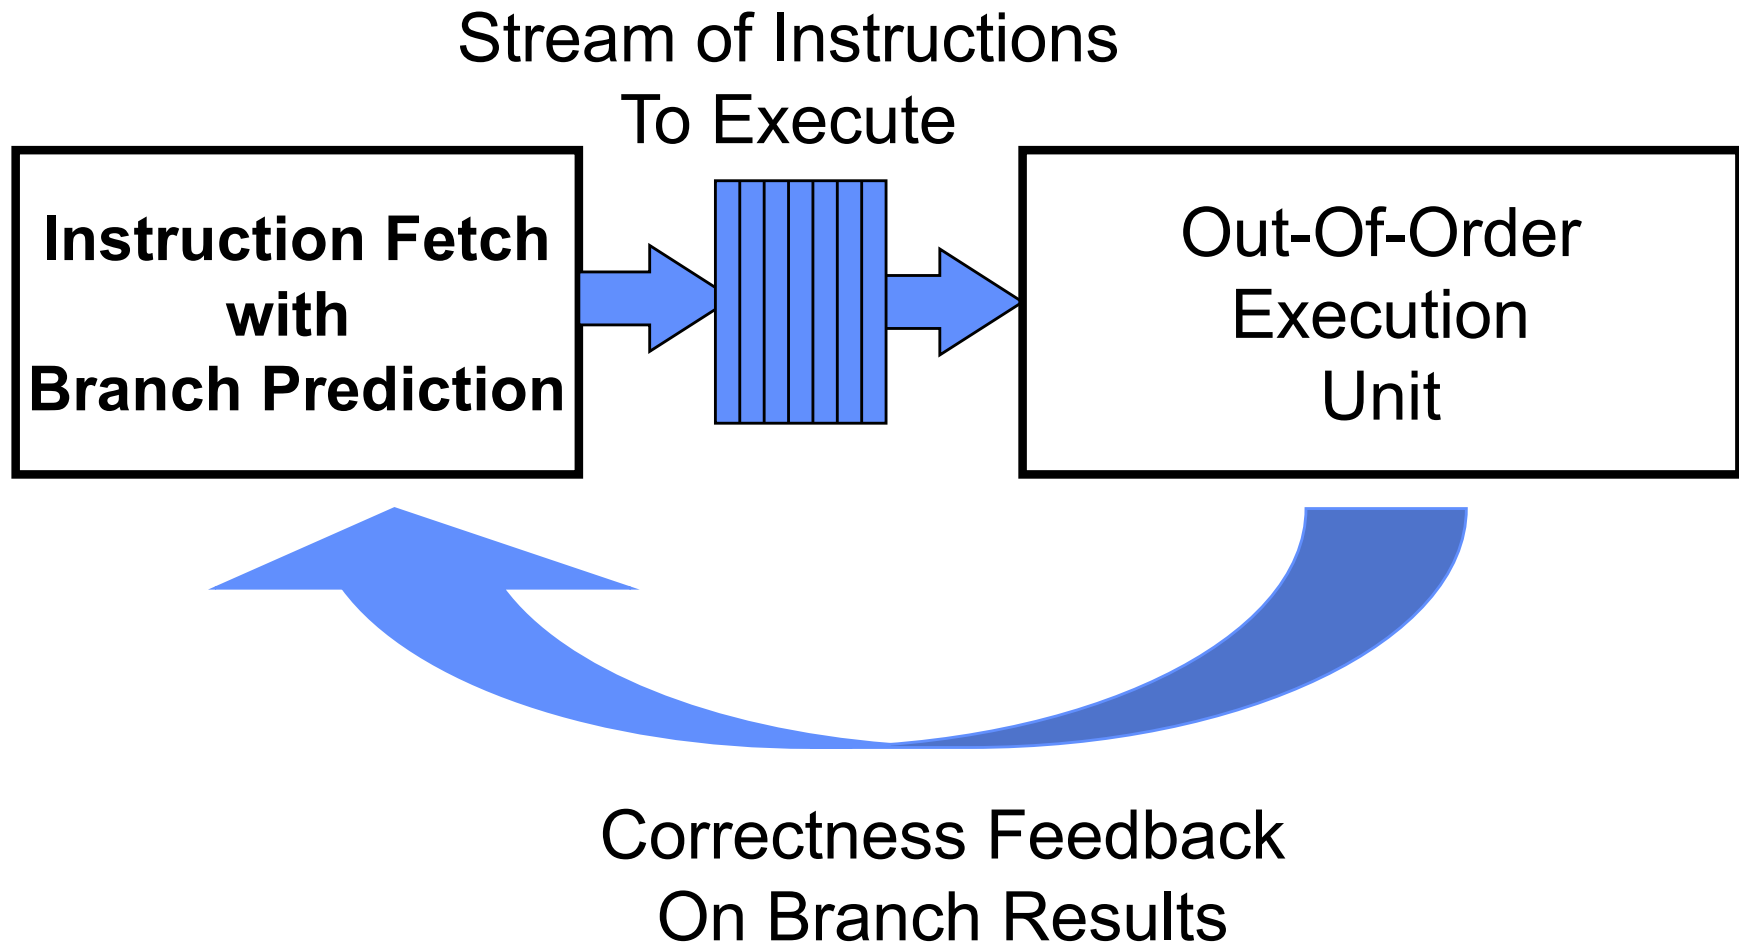 Stream of Instructions
To Execute
Instruction Fetch
with
Branch Prediction
Out-Of-Order
Execution
Unit
Correctness Feedback
On Branch Results